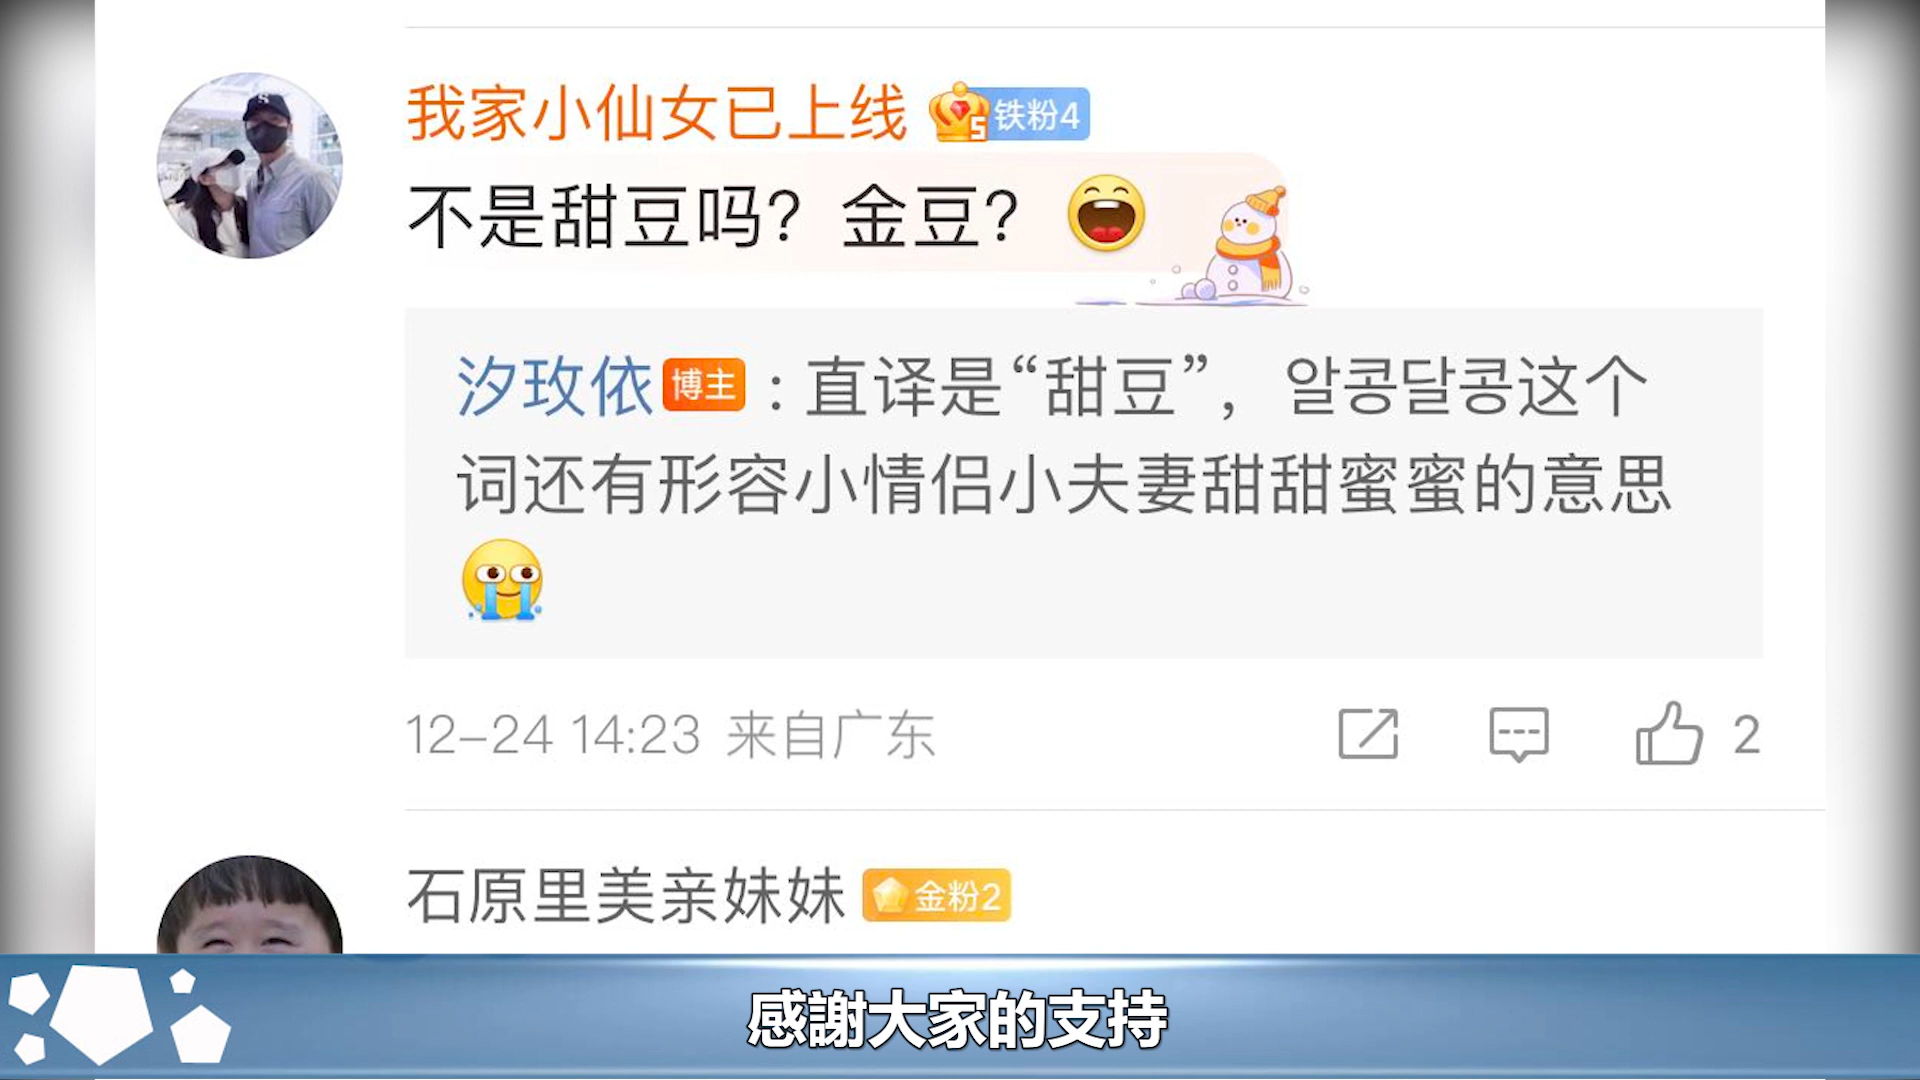 我家小仙女已上线 5 铁粉4
不是甜豆吗？金豆？
汐玫依 博主：直译是“甜豆”，알콩달콩这个
词还有形容小情侣小夫妻甜甜蜜蜜的意思
12-24 14:23 来自广东 2
石原里美亲妹妹 金粉2
感謝大家的支持